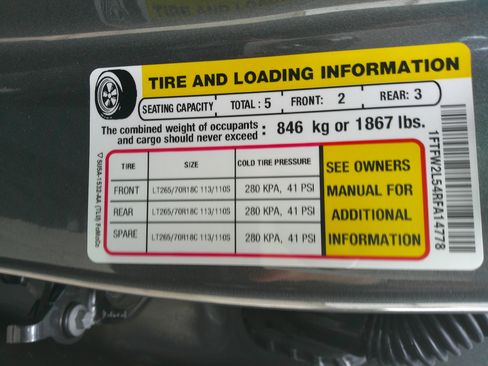 TIRE AND LOADING INFORMATION
SEATING CAPACITY TOTAL : 5 FRONT: 2 REAR: 3
The combined weight of occupants and cargo should never exceed : 846 kg or 1867 lbs.
TIRE SIZE COLD TIRE PRESSURE
FRONT LT265/70R18C 113/110S 280 KPA, 41 PSI
REAR LT265/70R18C 113/110S 280 KPA, 41 PSI
SPARE LT265/70R18C 113/110S 280 KPA, 41 PSI
SEE OWNERS
MANUAL FOR
ADDITIONAL
INFORMATION
1FTFW2L54RFA14778